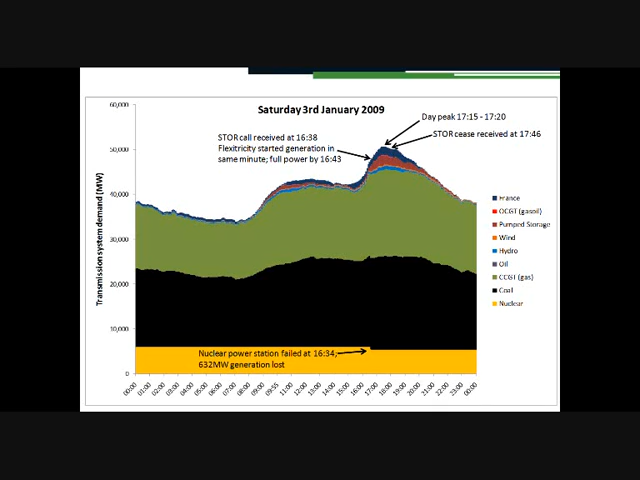 Saturday 3rd January 2009
Day peak 17:15 - 17:20
STOR call received at 16:38
Flexitricity started generation in
same minute; full power by 16:43
STOR cease received at 17:46
Transmission system demand (MW)
60,000
50,000
40,000
30,000
20,000
10,000
0
France
OCGT (gasoil)
Pumped Storage
Wind
Hydro
Oil
CCGT (gas)
Coal
Nuclear
Nuclear power station failed at 16:34;
632MW generation lost
00:00
01:00
02:00
03:00
04:00
05:00
06:00
07:00
08:00
09:00
09:55
10:00
11:00
12:00
13:00
14:00
15:00
16:00
17:00
18:00
19:00
20:00
21:00
22:00
23:00
00:00